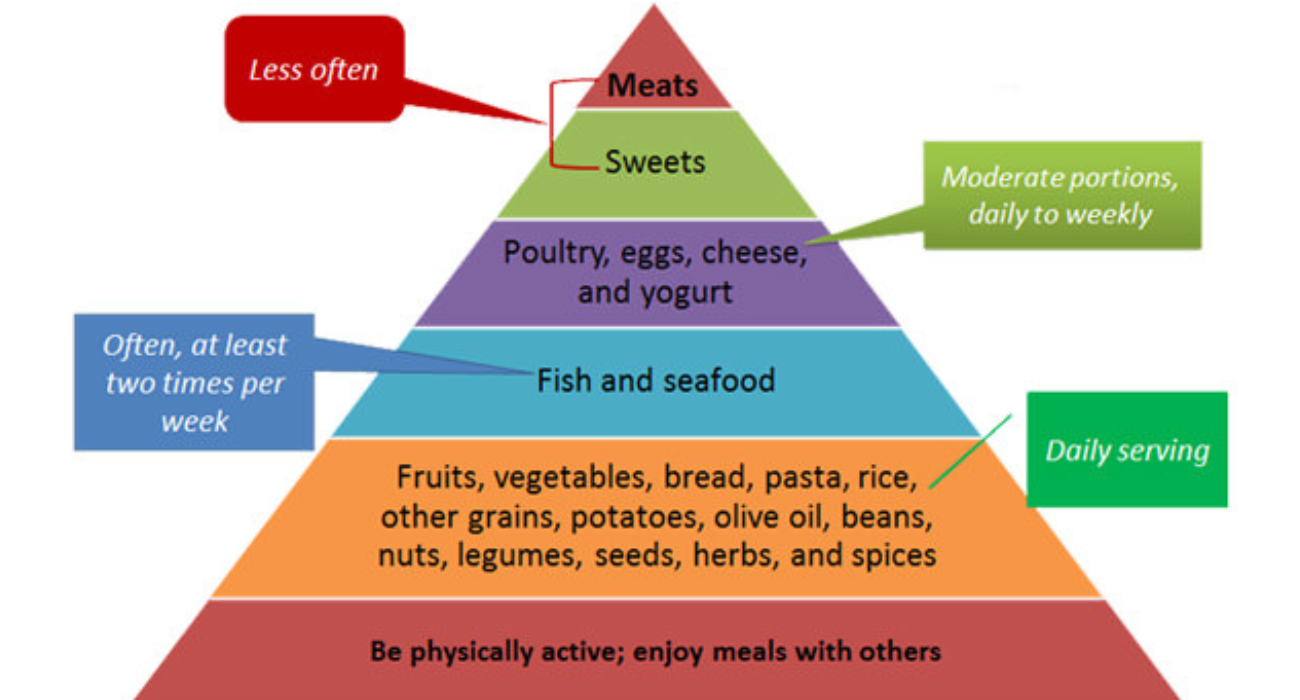 Less often
Meats
Sweets
Moderate portions,
daily to weekly
Poultry, eggs, cheese,
and yogurt
Often, at least
two times per
week
Fish and seafood
Daily serving
Fruits, vegetables, bread, pasta, rice,
other grains, potatoes, olive oil, beans,
nuts, legumes, seeds, herbs, and spices
Be physically active; enjoy meals with others